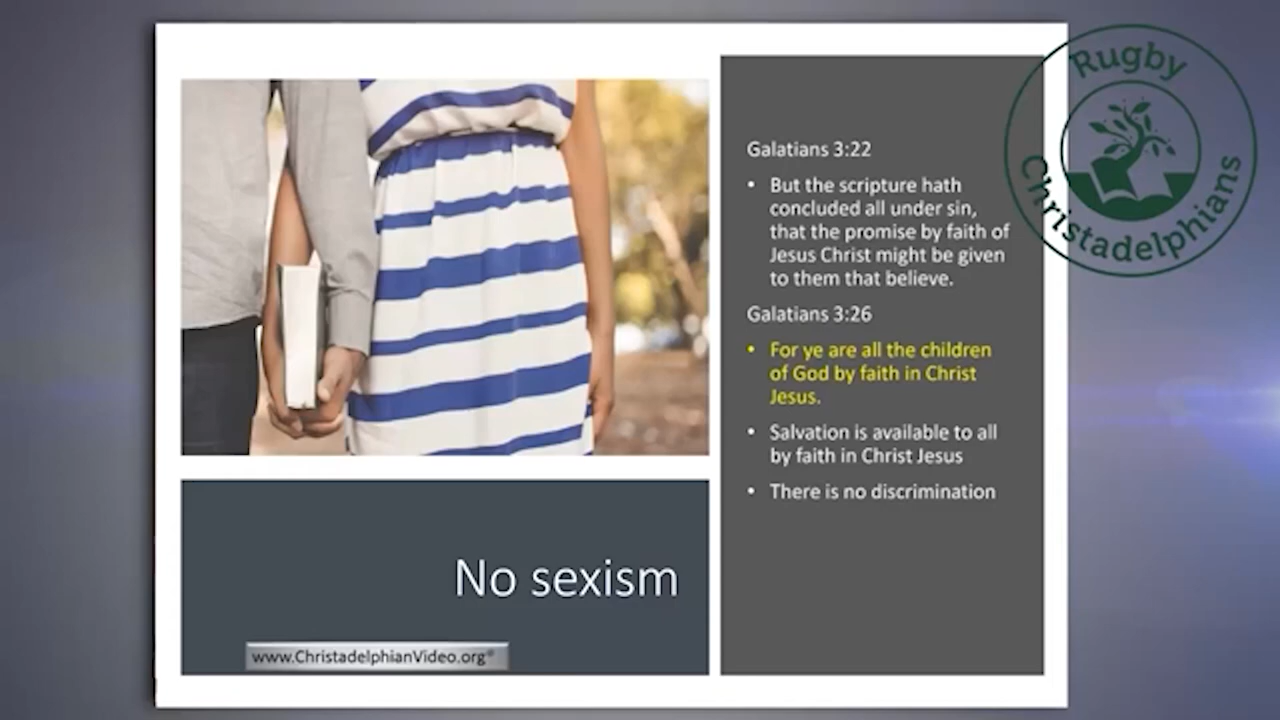 Rugby
Christadelphians
Galatians 3:22
• But the scripture hath
concluded all under sin,
that the promise by faith of
Jesus Christ might be given
to them that believe.
Galatians 3:26
• For ye are all the children
of God by faith in Christ
Jesus.
• Salvation is available to all
by faith in Christ Jesus
• There is no discrimination
No sexism
www.ChristadelphianVideo.org®